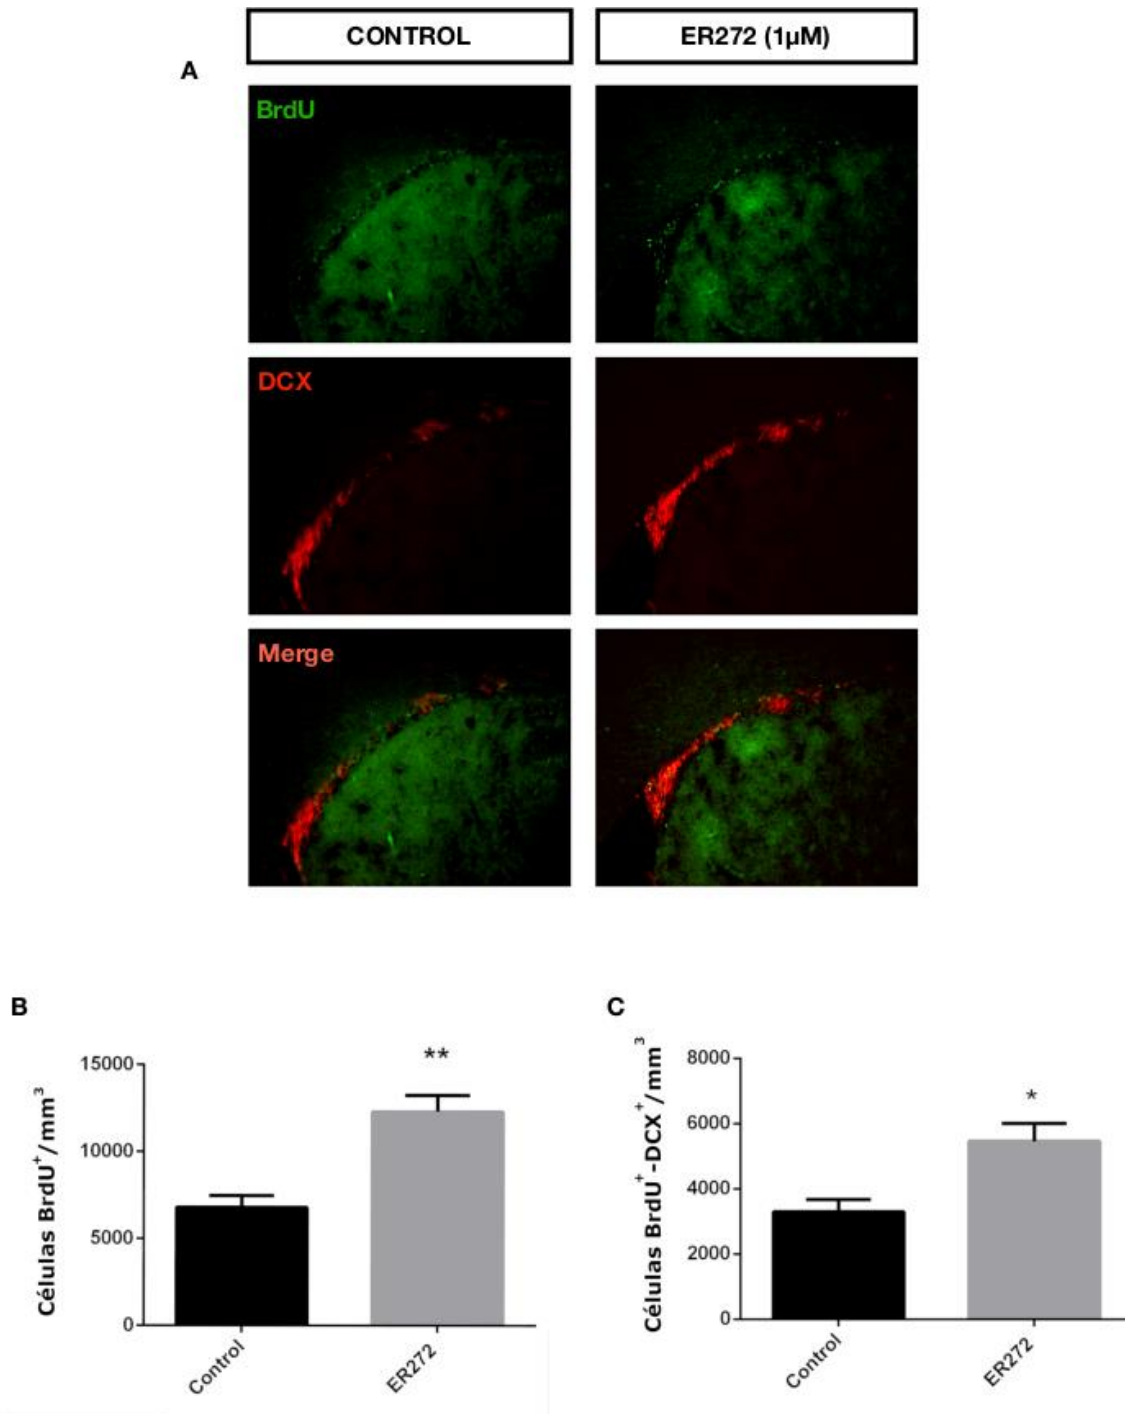 CONTROL
ER272 (1µM)
A
BrdU
DCX
Merge
B
Células BrdU⁺/mm³
15000
10000
5000
0
**
Control
ER272
C
Células BrdU⁺-DCX⁺/mm³
8000
6000
4000
2000
0
*
Control
ER272